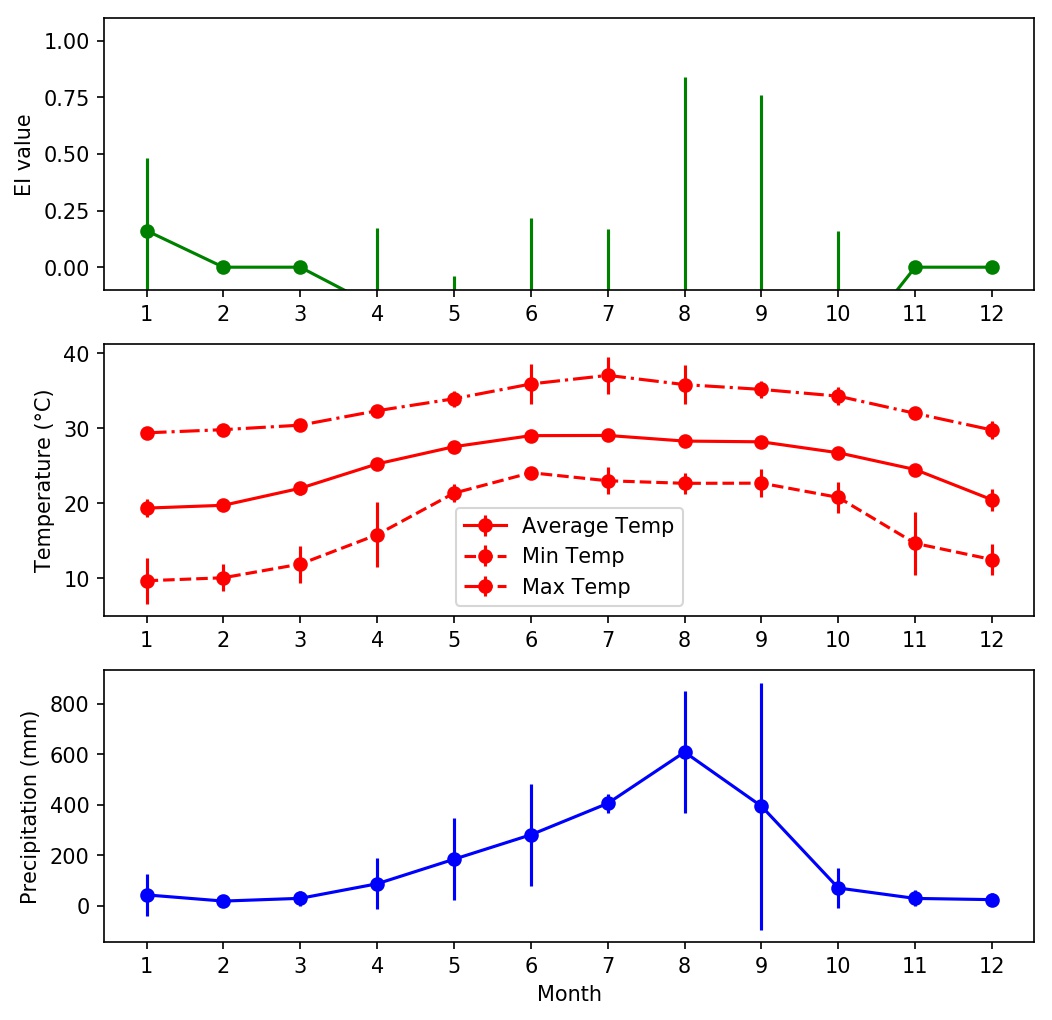 1.00
0.75
0.50
0.25
0.00
EI value
1 2 3 4 5 6 7 8 9 10 11 12
40
30
20
10
Temperature (°C)
Average Temp
Min Temp
Max Temp
1 2 3 4 5 6 7 8 9 10 11 12
800
600
400
200
0
Precipitation (mm)
1 2 3 4 5 6 7 8 9 10 11 12
Month